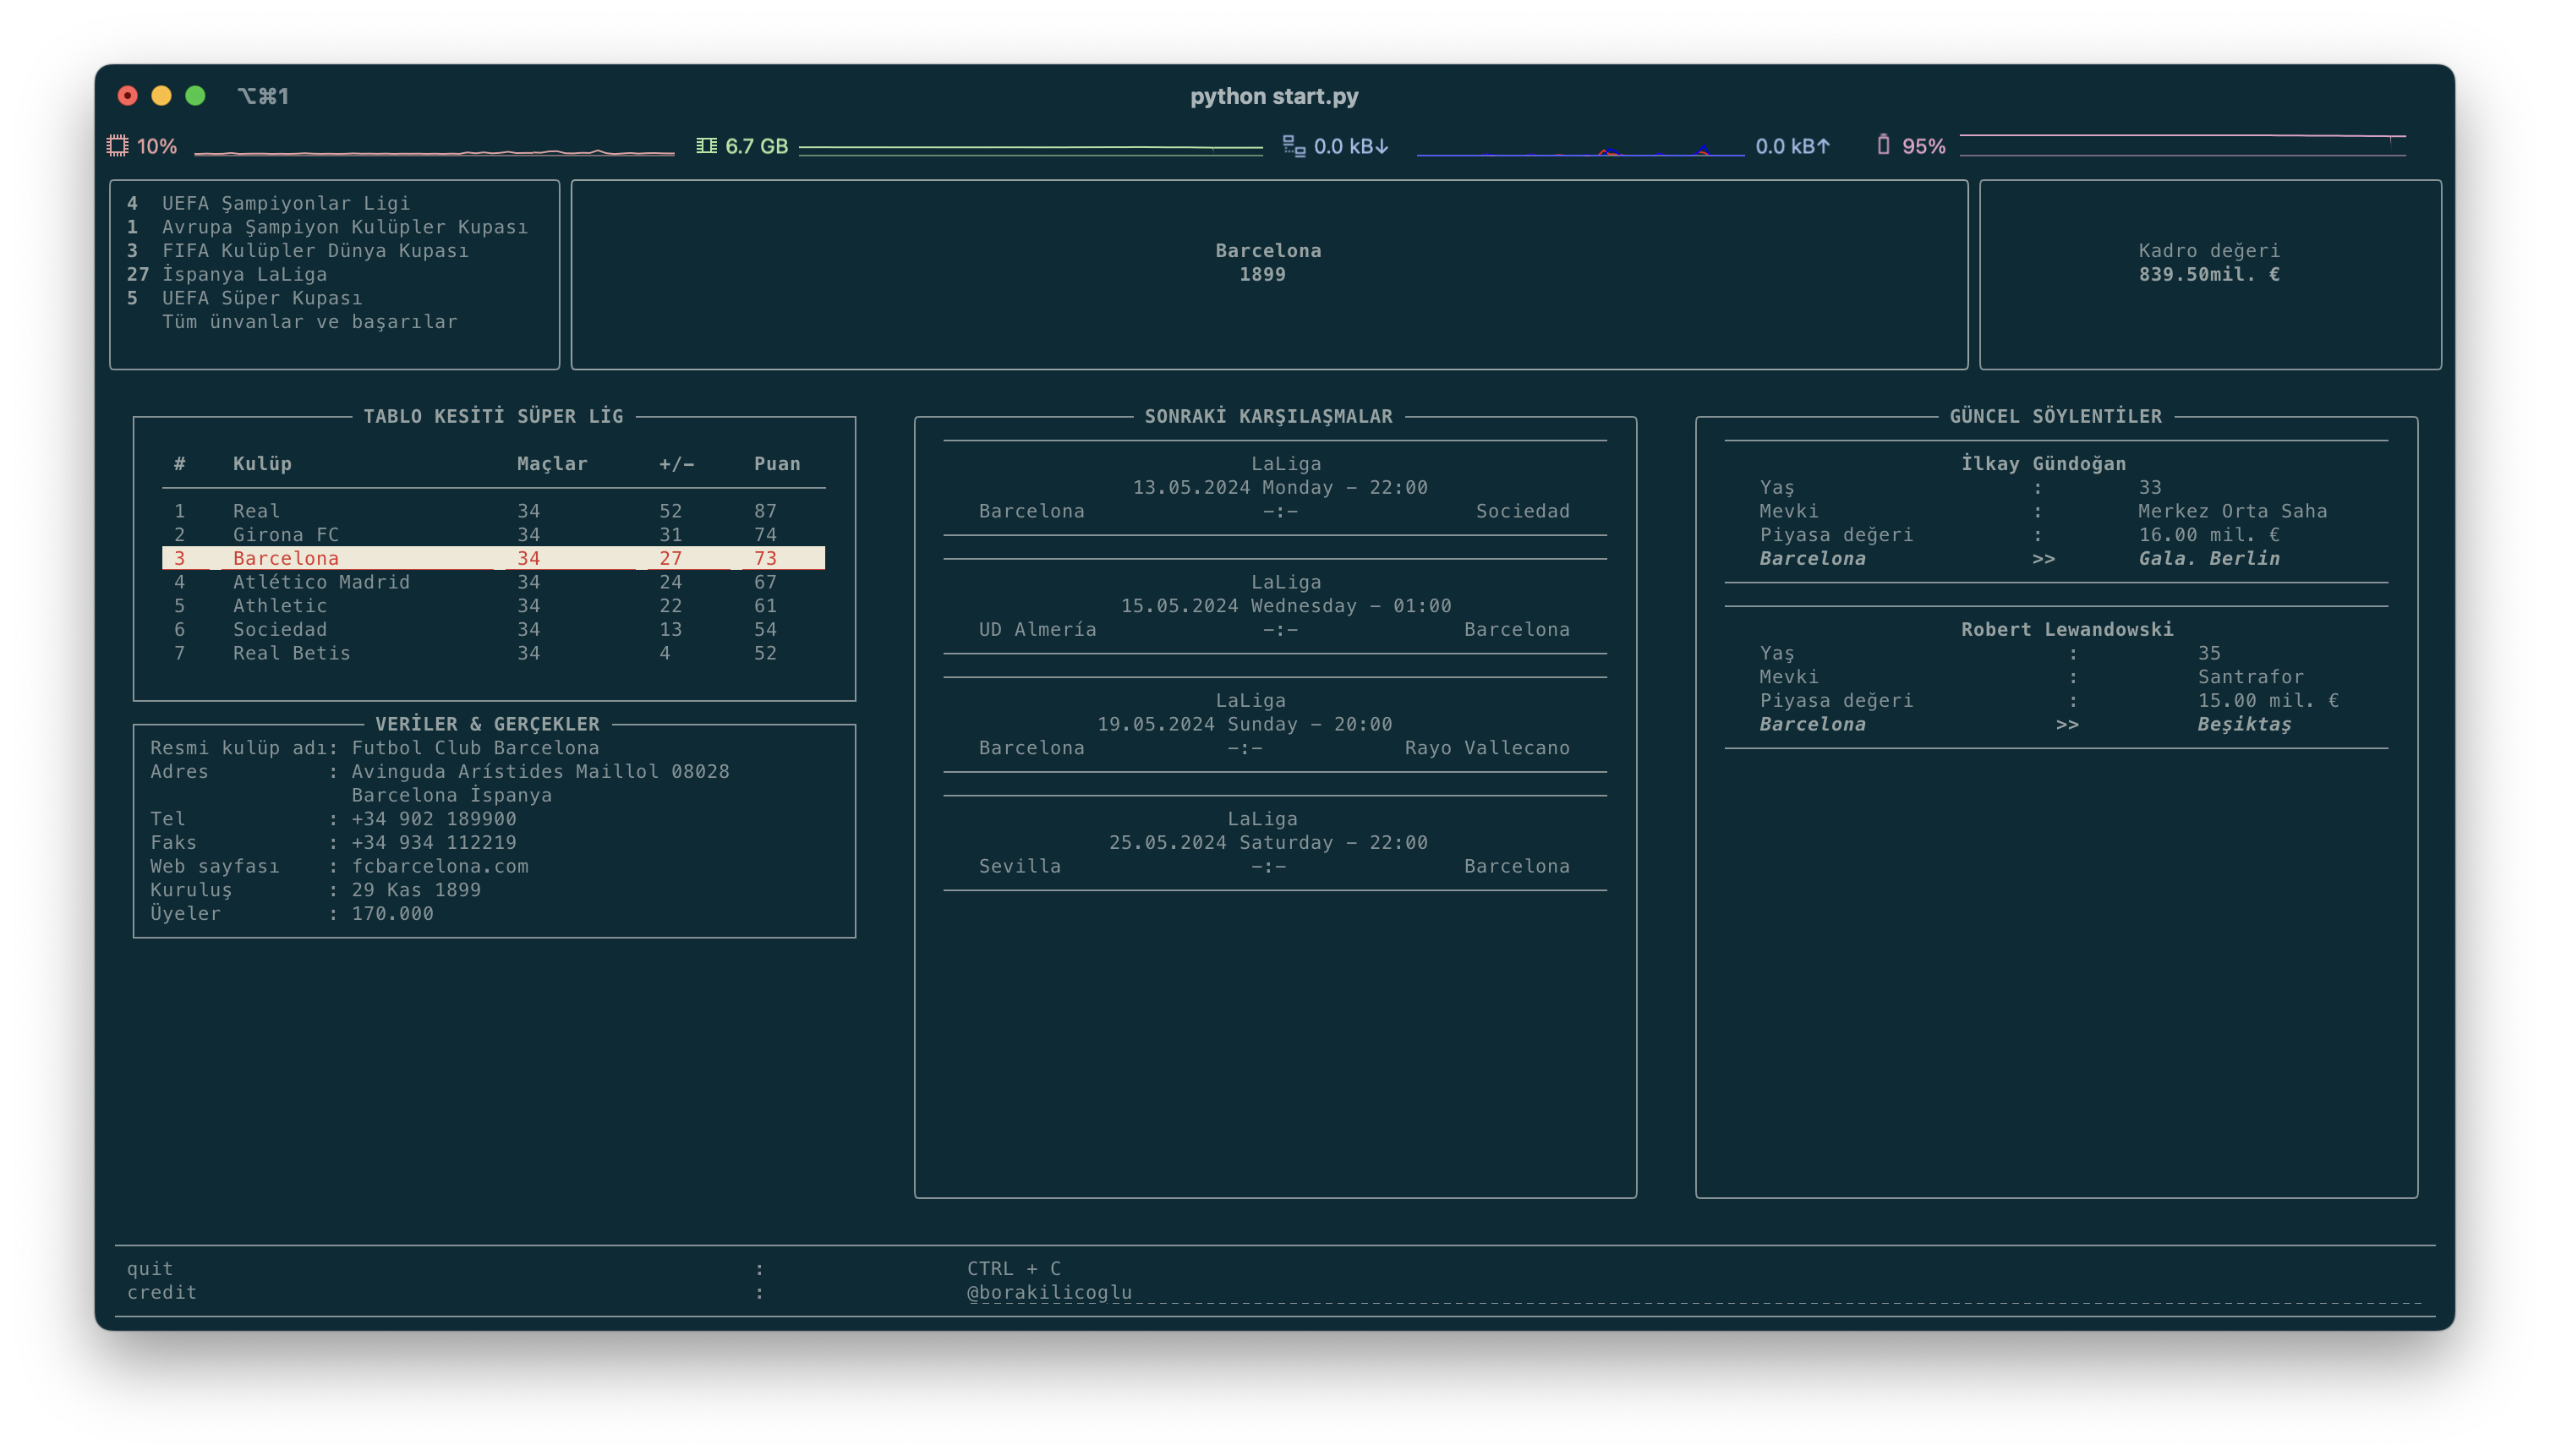 ⌥⌘1 python start.py
10% 6.7 GB 0.0 kB↓ 0.0 kB↑ 95%
4 UEFA Şampiyonlar Ligi
1 Avrupa Şampiyon Kulüpler Kupası
3 FIFA Kulüpler Dünya Kupası
27 İspanya LaLiga
5 UEFA Süper Kupası
Tüm ünvanlar ve başarılar
Barcelona
1899
Kadro değeri
839.50mil. €
TABLO KESİTİ SÜPER LİG
# Kulüp Maçlar +/- Puan
1 Real 34 52 87
2 Girona FC 34 31 74
3 Barcelona 34 27 73
4 Atlético Madrid 34 24 67
5 Athletic 34 22 61
6 Sociedad 34 13 54
7 Real Betis 34 4 52
VERİLER & GERÇEKLER
Resmi kulüp adı: Futbol Club Barcelona
Adres : Avinguda Arístides Maillol 08028
Barcelona İspanya
Tel : +34 902 189900
Faks : +34 934 112219
Web sayfası : fcbarcelona.com
Kuruluş : 29 Kas 1899
Üyeler : 170.000
SONRAKİ KARŞILAŞMALAR
LaLiga
13.05.2024 Monday - 22:00
Barcelona -:- Sociedad
LaLiga
15.05.2024 Wednesday - 01:00
UD Almería -:- Barcelona
LaLiga
19.05.2024 Sunday - 20:00
Barcelona -:- Rayo Vallecano
LaLiga
25.05.2024 Saturday - 22:00
Sevilla -:- Barcelona
GÜNCEL SÖYLENTİLER
İlkay Gündoğan
Yaş : 33
Mevki : Merkez Orta Saha
Piyasa değeri : 16.00 mil. €
Barcelona >> Gala. Berlin
Robert Lewandowski
Yaş : 35
Mevki : Santrafor
Piyasa değeri : 15.00 mil. €
Barcelona >> Beşiktaş
quit : CTRL + C
credit : @borakilicoglu